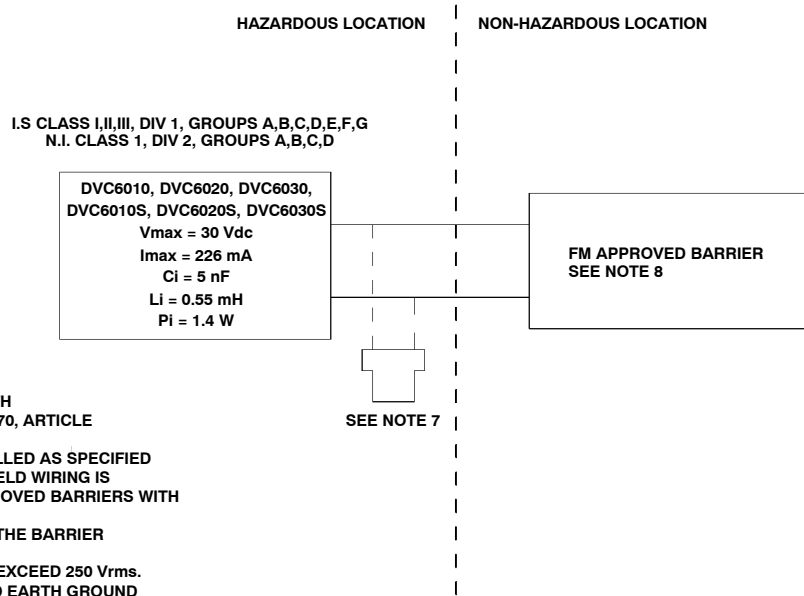 HAZARDOUS LOCATION
NON-HAZARDOUS LOCATION
I.S CLASS I,II,III, DIV 1, GROUPS A,B,C,D,E,F,G
N.I. CLASS 1, DIV 2, GROUPS A,B,C,D
DVC6010, DVC6020, DVC6030,
DVC6010S, DVC6020S, DVC6030S
Vmax = 30 Vdc
Imax = 226 mA
Ci = 5 nF
Li = 0.55 mH
Pi = 1.4 W
FM APPROVED BARRIER
SEE NOTE 8
SEE NOTE 7
TH
70, ARTICLE
LLED AS SPECIFIED
ELD WIRING IS
OVED BARRIERS WITH
THE BARRIER
EXCEED 250 Vrms.
EARTH GROUND